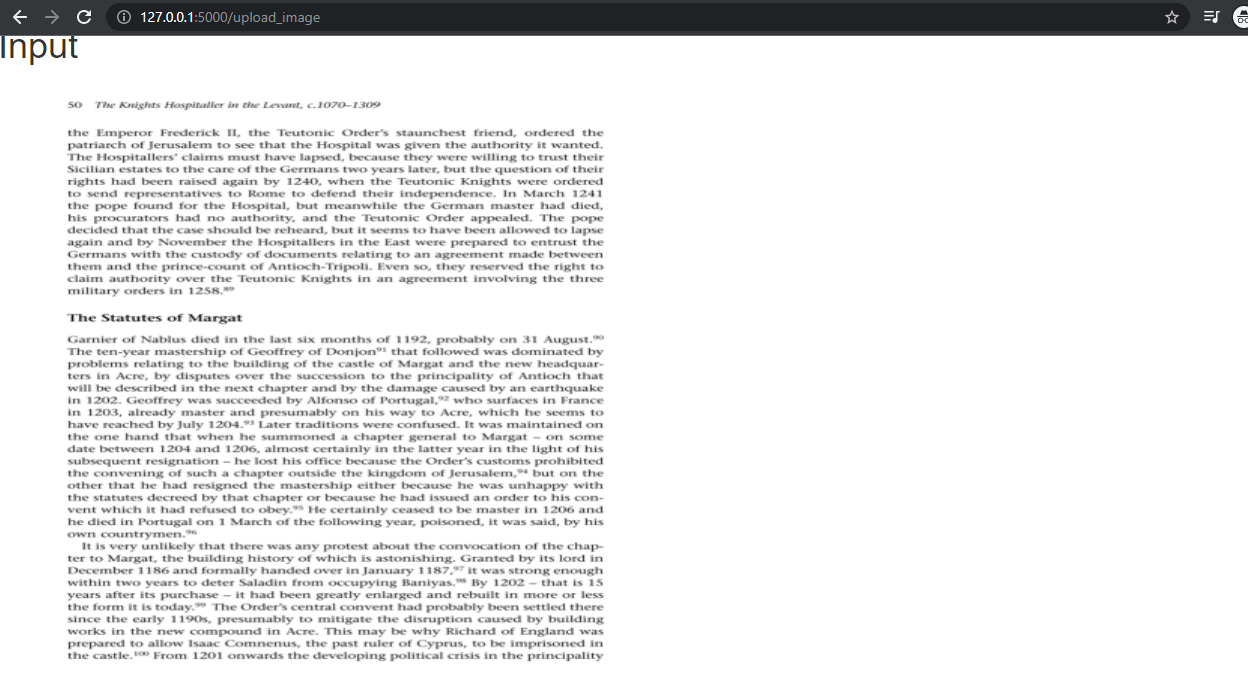 127.0.0.1:5000/upload_image
Input
50 The Knights Hospitaller in the Levant, c.1070–1309
the Emperor Frederick II, the Teutonic Order's staunchest friend, ordered the
patriarch of Jerusalem to see that the Hospital was given the authority it wanted.
The Hospitallers' claims must have lapsed, because they were willing to trust their
Sicilian estates to the care of the Germans two years later, but the question of their
rights had been raised again by 1240, when the Teutonic Knights were ordered
to send representatives to Rome to defend their independence. In March 1241
the pope found for the Hospital, but meanwhile the German master had died,
his procurators had no authority, and the Teutonic Order appealed. The pope
decided that the case should be reheard, but it seems to have been allowed to lapse
again and by November the Hospitallers in the East were prepared to entrust the
Germans with the custody of documents relating to an agreement made between
them and the prince-count of Antioch-Tripoli. Even so, they reserved the right to
claim authority over the Teutonic Knights in an agreement involving the three
military orders in 1258.⁸⁹
The Statutes of Margat
Garnier of Nablus died in the last six months of 1192, probably on 31 August.⁹⁰
The ten-year mastership of Geoffrey of Donjon⁹¹ that followed was dominated by
problems relating to the building of the castle of Margat and the new headquar-
ters in Acre, by disputes over the succession to the principality of Antioch that
will be described in the next chapter and by the damage caused by an earthquake
in 1202. Geoffrey was succeeded by Alfonso of Portugal,⁹² who surfaces in France
in 1203, already master and presumably on his way to Acre, which he seems to
have reached by July 1204.⁹³ Later traditions were confused. It was maintained on
the one hand that when he summoned a chapter general to Margat – on some
date between 1204 and 1206, almost certainly in the latter year in the light of his
subsequent resignation – he lost his office because the Order's customs prohibited
the convening of such a chapter outside the kingdom of Jerusalem,⁹⁴ but on the
other that he had resigned the mastership either because he was unhappy with
the statutes decreed by that chapter or because he had issued an order to his con-
vent which it had refused to obey.⁹⁵ He certainly ceased to be master in 1206 and
he died in Portugal on 1 March of the following year, poisoned, it was said, by his
own countrymen.⁹⁶
It is very unlikely that there was any protest about the convocation of the chap-
ter to Margat, the building history of which is astonishing. Granted by its lord in
December 1186 and formally handed over in January 1187,⁹⁷ it was strong enough
within two years to deter Saladin from occupying Baniyas.⁹⁸ By 1202 – that is 15
years after its purchase – it had been greatly enlarged and rebuilt in more or less
the form it is today.⁹⁹ The Order's central convent had probably been settled there
since the early 1190s, presumably to mitigate the disruption caused by building
works in the new compound in Acre. This may be why Richard of England was
prepared to allow Isaac Comnenus, the past ruler of Cyprus, to be imprisoned in
the castle.¹⁰⁰ From 1201 onwards the developing political crisis in the principality